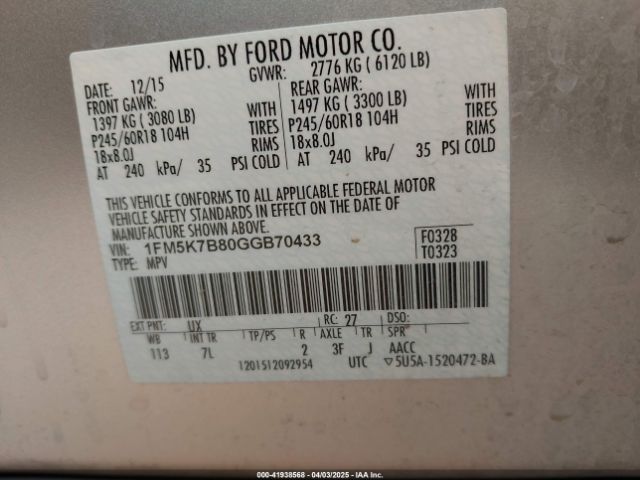 MFD. BY FORD MOTOR CO.
DATE: 12/15 GVWR: 2776 KG ( 6120 LB)
FRONT GAWR: REAR GAWR:
1397 KG ( 3080 LB) WITH 1497 KG ( 3300 LB) WITH
P245/60R18 104H TIRES P245/60R18 104H TIRES
18x8.0J RIMS 18x8.0J RIMS
AT 240 kPa/ 35 PSI COLD AT 240 kPa/ 35 PSI COLD
THIS VEHICLE CONFORMS TO ALL APPLICABLE FEDERAL MOTOR
VEHICLE SAFETY STANDARDS IN EFFECT ON THE DATE OF
MANUFACTURE SHOWN ABOVE.
VIN: 1FM5K7B80GGB70433 F0328
TYPE: MPV T0323
EXT PNT: UX RC: 27 DSO:
WB INT TR TP/PS R AXLE TR SPR
113 7L 2 3F J AACC
1201512092954 UTC ▽5U5A-1520472-BA
000-41938568 - 04/03/2025 - IAA Inc.